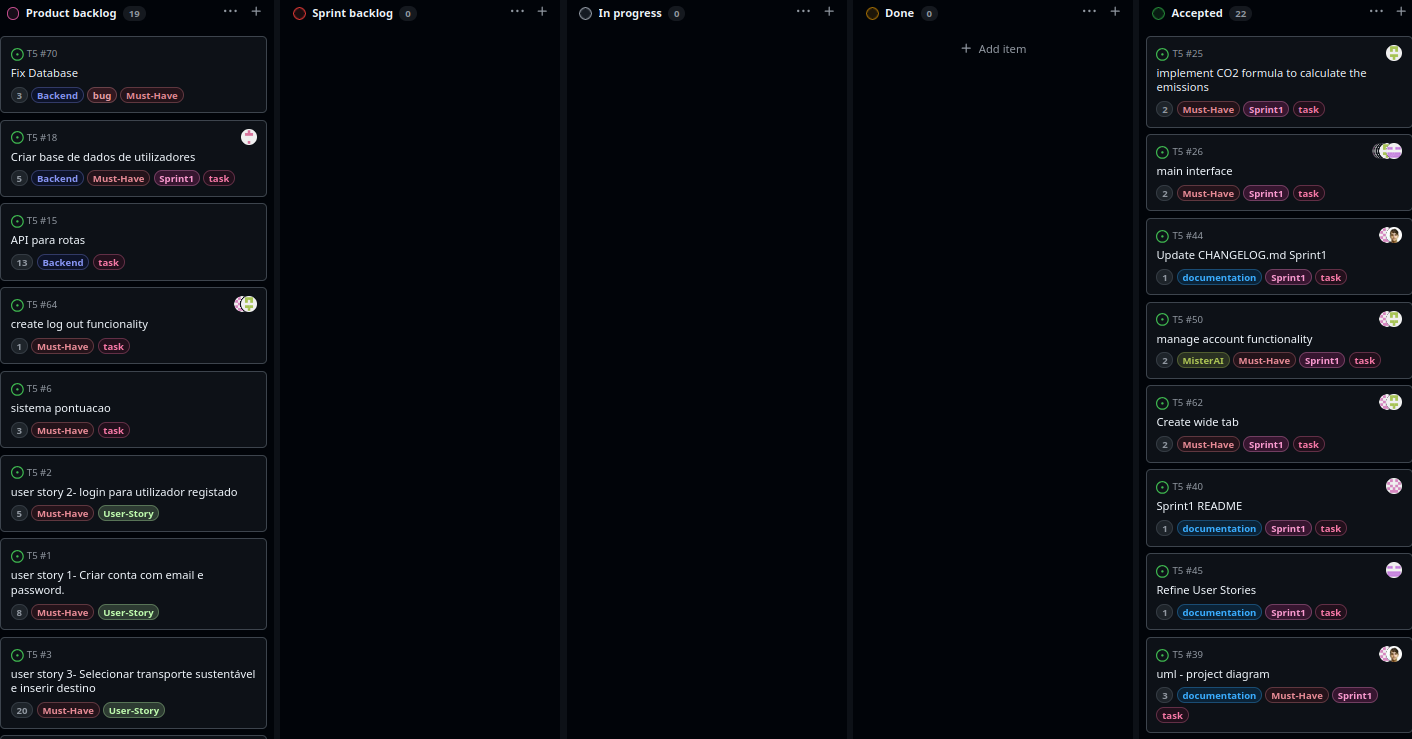 Product backlog 19
T5 #70
Fix Database
3 Backend bug Must-Have
T5 #18
Criar base de dados de utilizadores
5 Backend Must-Have Sprint1 task
T5 #15
API para rotas
13 Backend task
T5 #64
create log out funcionality
1 Must-Have task
T5 #6
sistema pontuacao
3 Must-Have task
T5 #2
user story 2- login para utilizador registado
5 Must-Have User-Story
T5 #1
user story 1- Criar conta com email e
password.
8 Must-Have User-Story
T5 #3
user story 3- Selecionar transporte sustentável
e inserir destino
20 Must-Have User-Story
Sprint backlog 0
In progress 0
Done 0
Add item
Accepted 22
T5 #25
implement CO2 formula to calculate the
emissions
2 Must-Have Sprint1 task
T5 #26
main interface
2 Must-Have Sprint1 task
T5 #44
Update CHANGELOG.md Sprint1
1 documentation Sprint1 task
T5 #50
manage account functionality
2 MisterAI Must-Have Sprint1 task
T5 #62
Create wide tab
2 Must-Have Sprint1 task
T5 #40
Sprint1 README
1 documentation Sprint1 task
T5 #45
Refine User Stories
1 documentation Sprint1 task
T5 #39
uml - project diagram
3 documentation Must-Have Sprint1
task